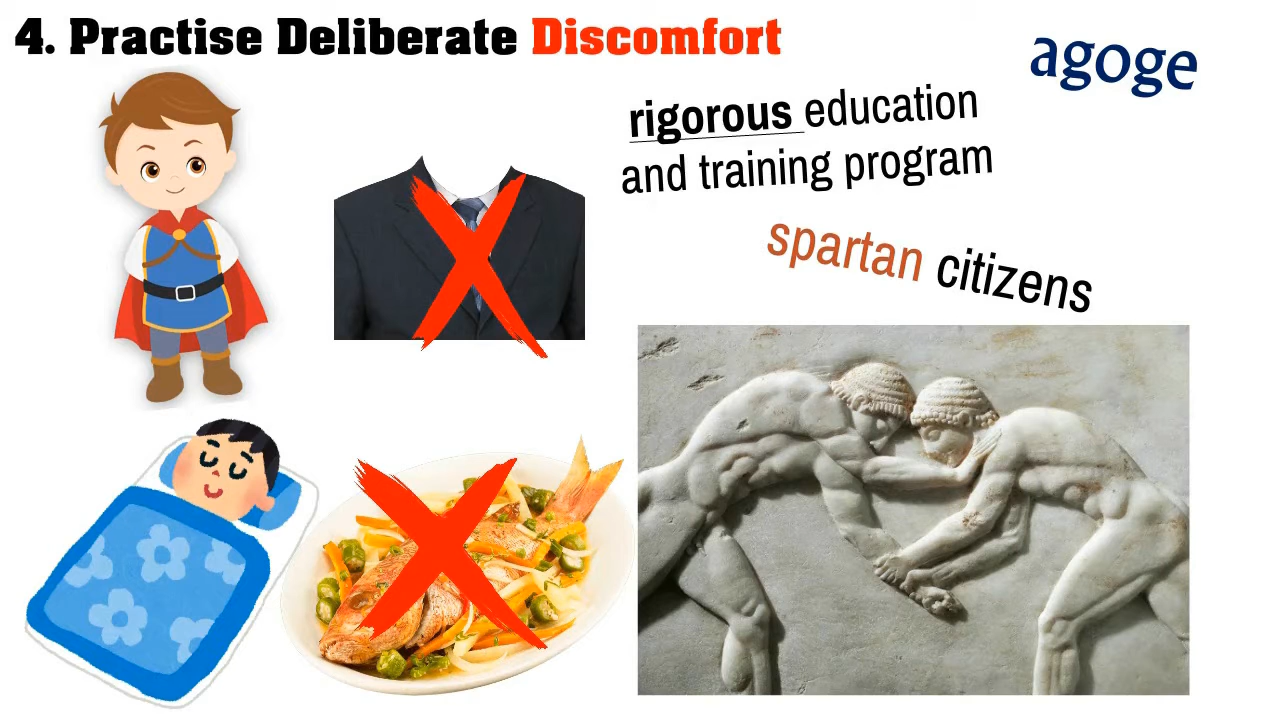 4. Practise Deliberate Discomfort
agoge
rigorous education
and training program
spartan citizens